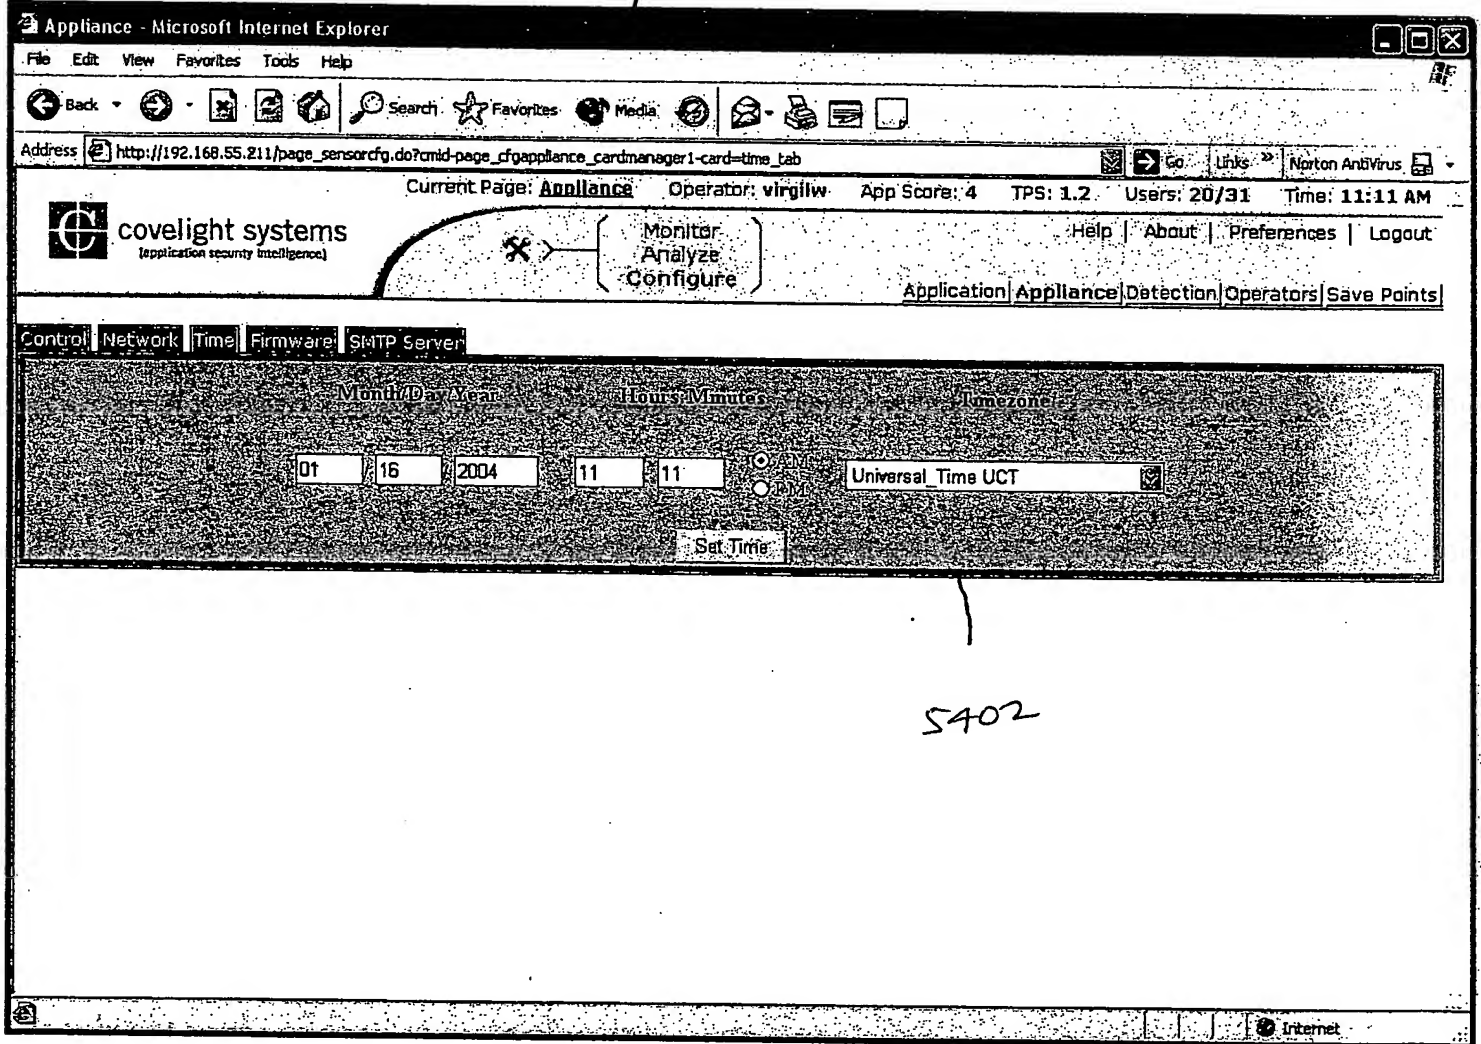 Appliance - Microsoft Internet Explorer
File Edit View Favorites Tools Help
Back Search Favorites Media
Address http://192.168.55.211/page_sensorcfg.do?cmid-page_cfgappliance_cardmanager1-card=time_tab Go Links » Norton AntiVirus
Current Page: Appliance Operator: virgilw App Score: 4 TPS: 1.2 Users: 20/31 Time: 11:11 AM
covelight systems
[application security intelligence]
Monitor
Analyze
Configure
Help | About | Preferences | Logout
Application| Appliance| Detection| Operators| Save Points|
Control Network Time Firmware SMTP Server
Month/Day/Year Hours:Minutes Timezone
01 / 16 / 2004 11 : 11 AM PM Universal_Time UCT
Set Time
5402
Internet